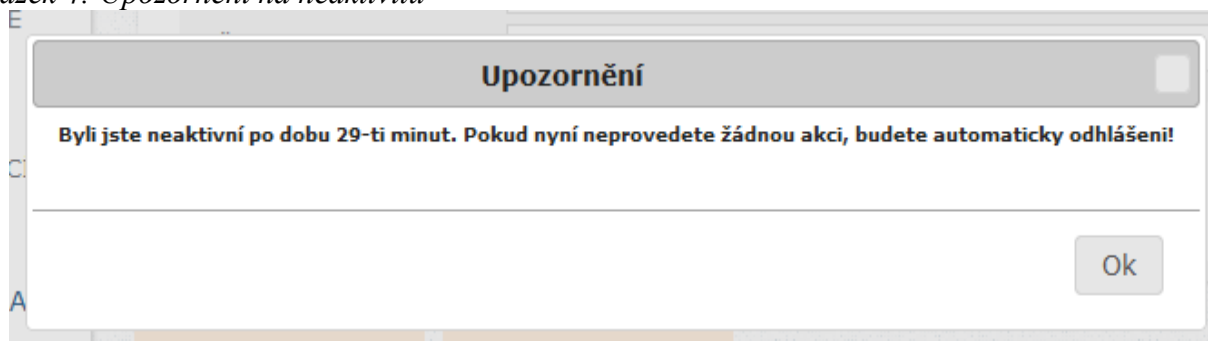 Upozornění
Byli jste neaktivní po dobu 29-ti minut. Pokud nyní neprovedete žádnou akci, budete automaticky odhlášeni!
Ok